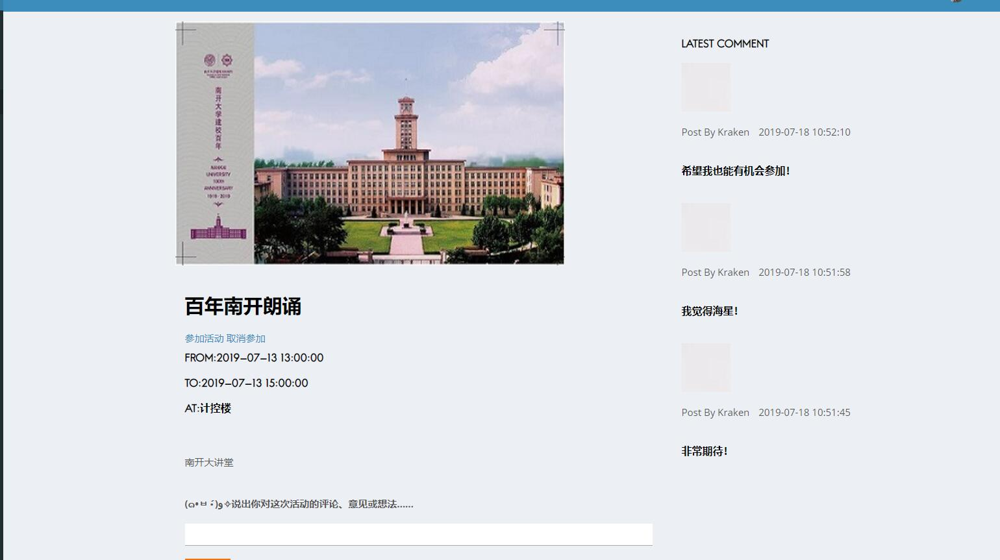 南开大学建校百年
NANKAI
UNIVERSITY
100th
ANNIVERSARY
1919 - 2019
百年南开朗诵
参加活动 取消参加
FROM:2019-07-13 13:00:00
TO:2019-07-13 15:00:00
AT:计控楼
南开大讲堂
(๑•̀ㅂ•́)و✧说出你对这次活动的评论、意见或想法......
LATEST COMMENT
Post By Kraken 2019-07-18 10:52:10
希望我也能有机会参加！
Post By Kraken 2019-07-18 10:51:58
我觉得海星！
Post By Kraken 2019-07-18 10:51:45
非常期待！